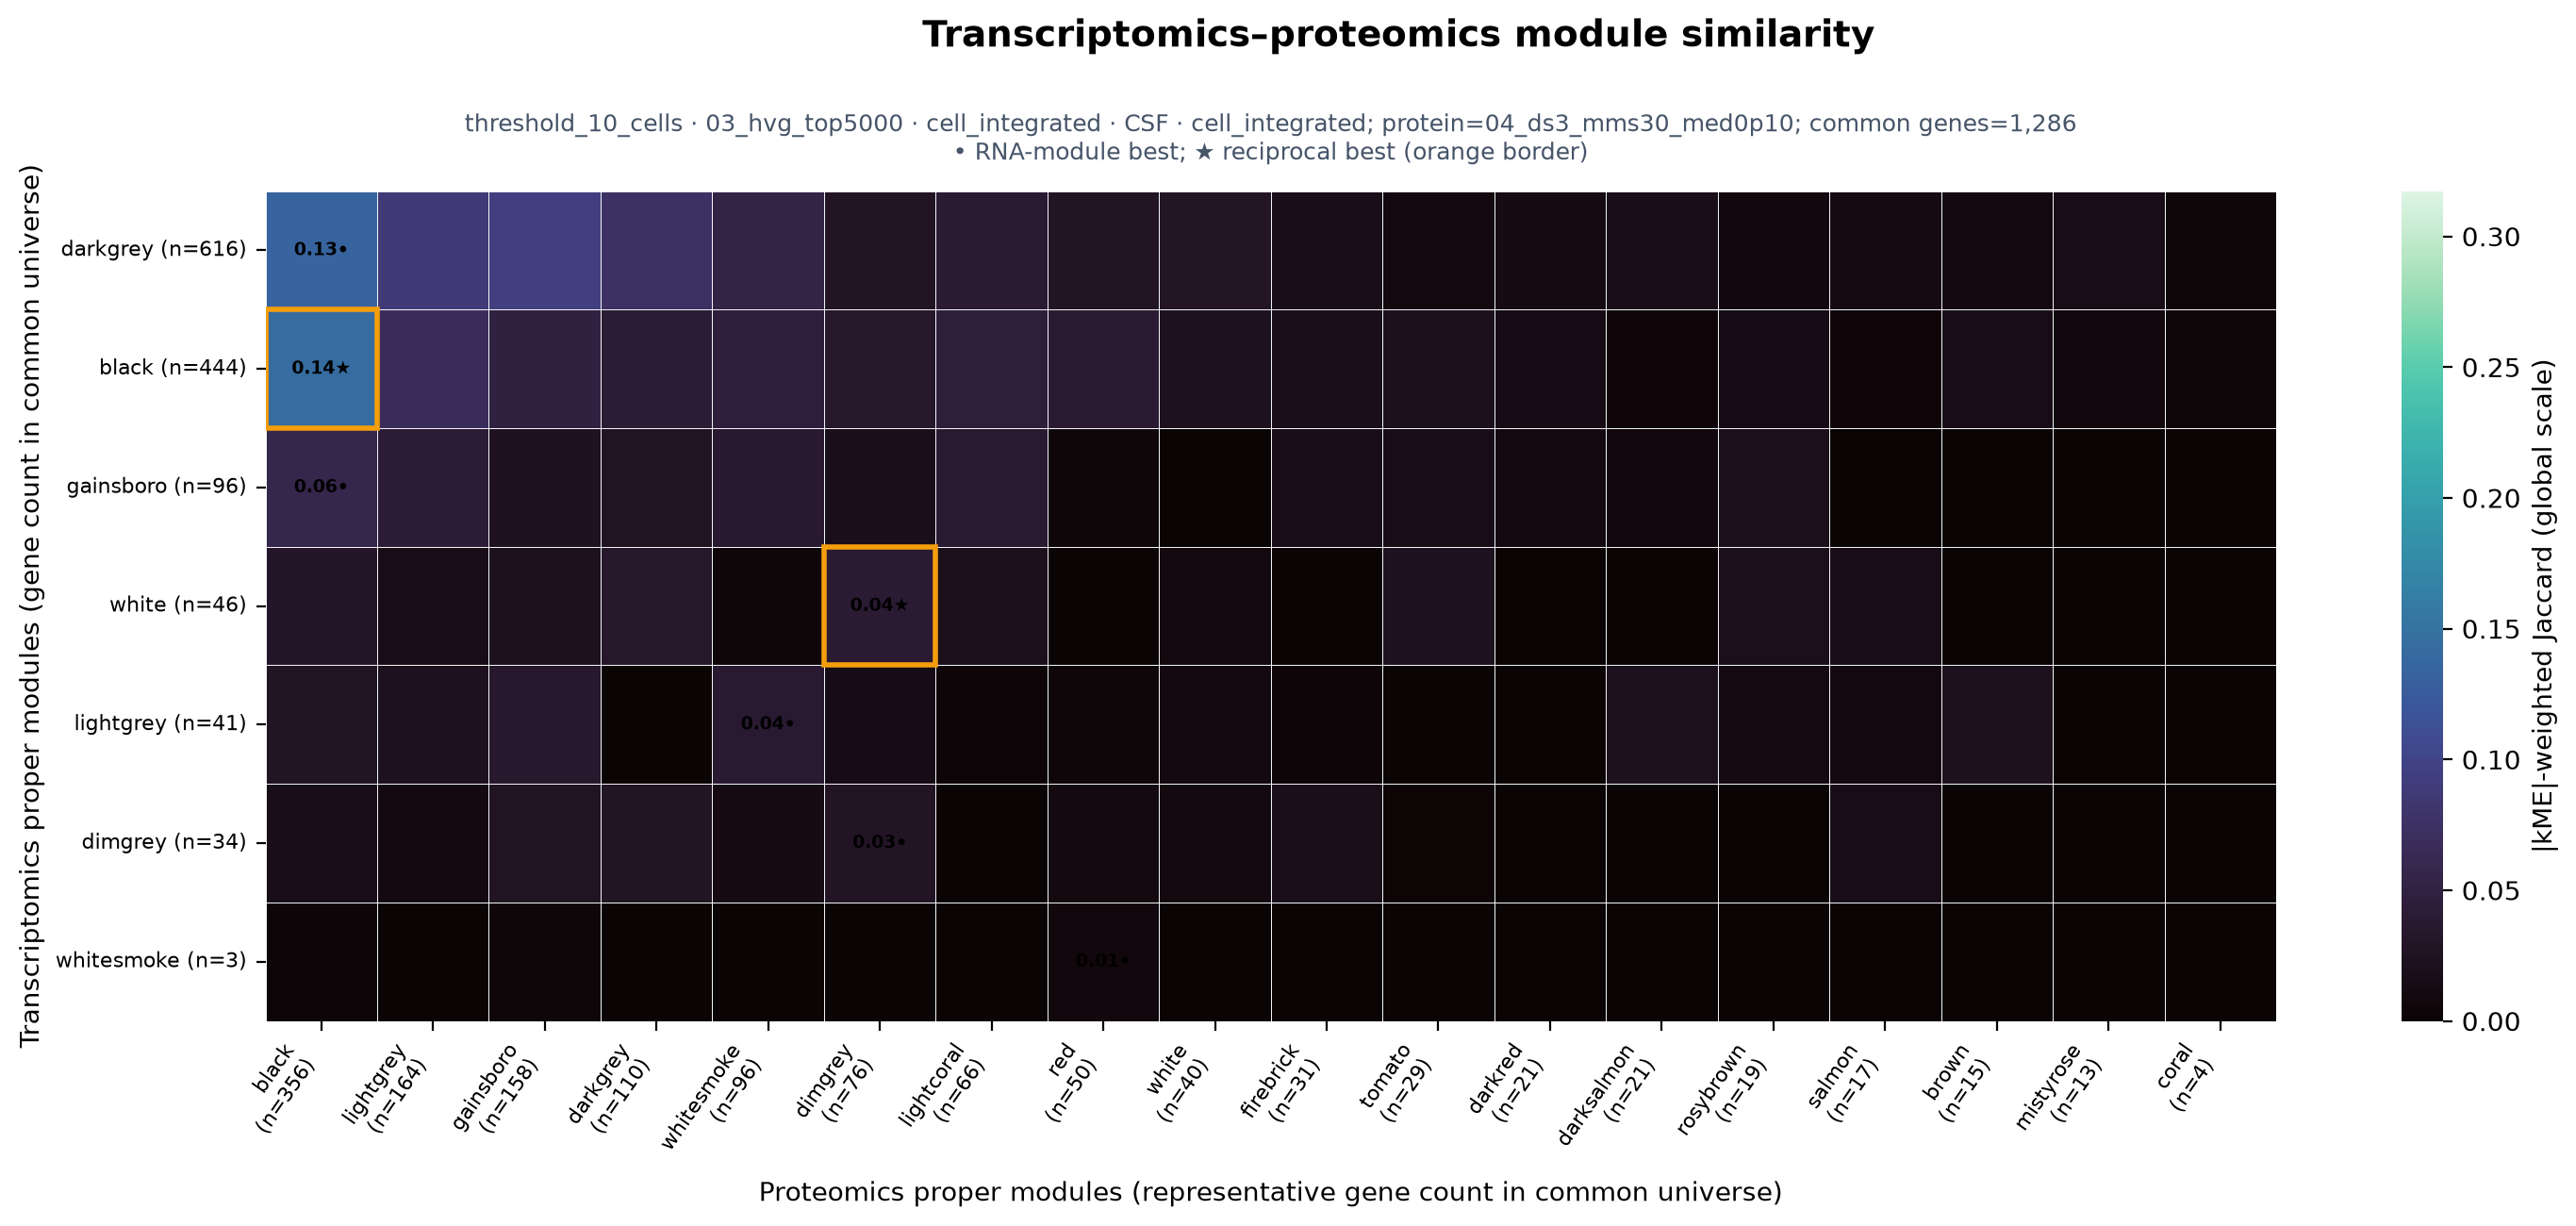 Transcriptomics–proteomics module similarity
threshold_10_cells · 03_hvg_top5000 · cell_integrated · CSF · cell_integrated; protein=04_ds3_mms30_med0p10; common genes=1,286
• RNA-module best; ★ reciprocal best (orange border)
Transcriptomics proper modules (gene count in common universe)
darkgrey (n=616)
black (n=444)
gainsboro (n=96)
white (n=46)
lightgrey (n=41)
dimgrey (n=34)
whitesmoke (n=3)
0.13•
0.14★
0.06•
0.04★
0.04•
0.03•
0.01•
black
(n=356)
lightgrey
(n=164)
gainsboro
(n=158)
darkgrey
(n=110)
whitesmoke
(n=96)
dimgrey
(n=76)
lightcoral
(n=66)
red
(n=50)
white
(n=40)
firebrick
(n=31)
tomato
(n=29)
darkred
(n=21)
darksalmon
(n=21)
rosybrown
(n=19)
salmon
(n=17)
brown
(n=15)
mistyrose
(n=13)
coral
(n=4)
Proteomics proper modules (representative gene count in common universe)
0.30
0.25
0.20
0.15
0.10
0.05
0.00
|kME|-weighted Jaccard (global scale)